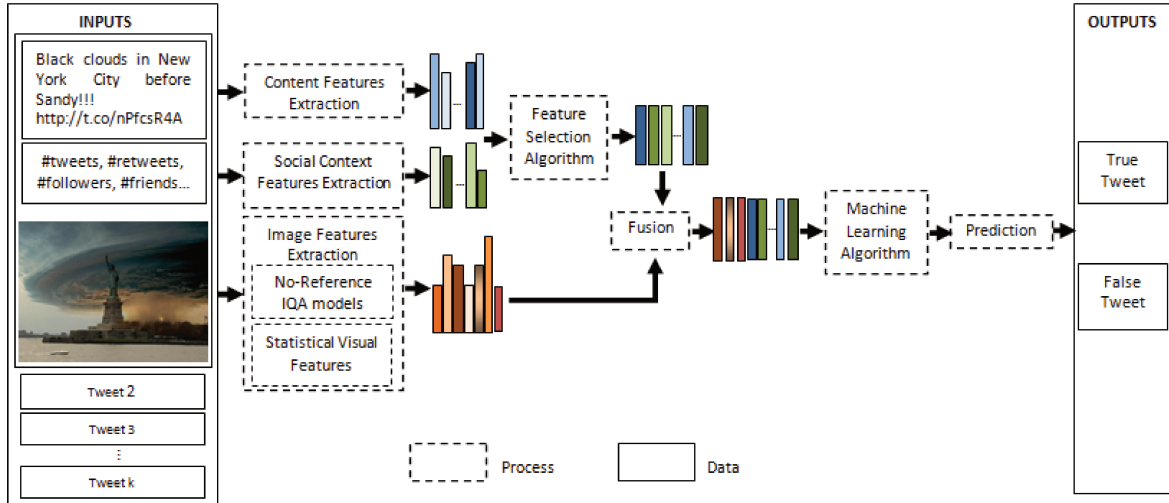 INPUTS
Black clouds in New
York City before
Sandy!!!
http://t.co/nPfcsR4A
#tweets, #retweets,
#followers, #friends...
Tweet 2
Tweet 3
⋮
Tweet k
Content Features
Extraction
Social Context
Features Extraction
Image Features
Extraction
No-Reference
IQA models
Statistical Visual
Features
...
...
Feature
Selection
Algorithm
...
Fusion
...
Machine
Learning
Algorithm
Prediction
OUTPUTS
True
Tweet
False
Tweet
Process
Data